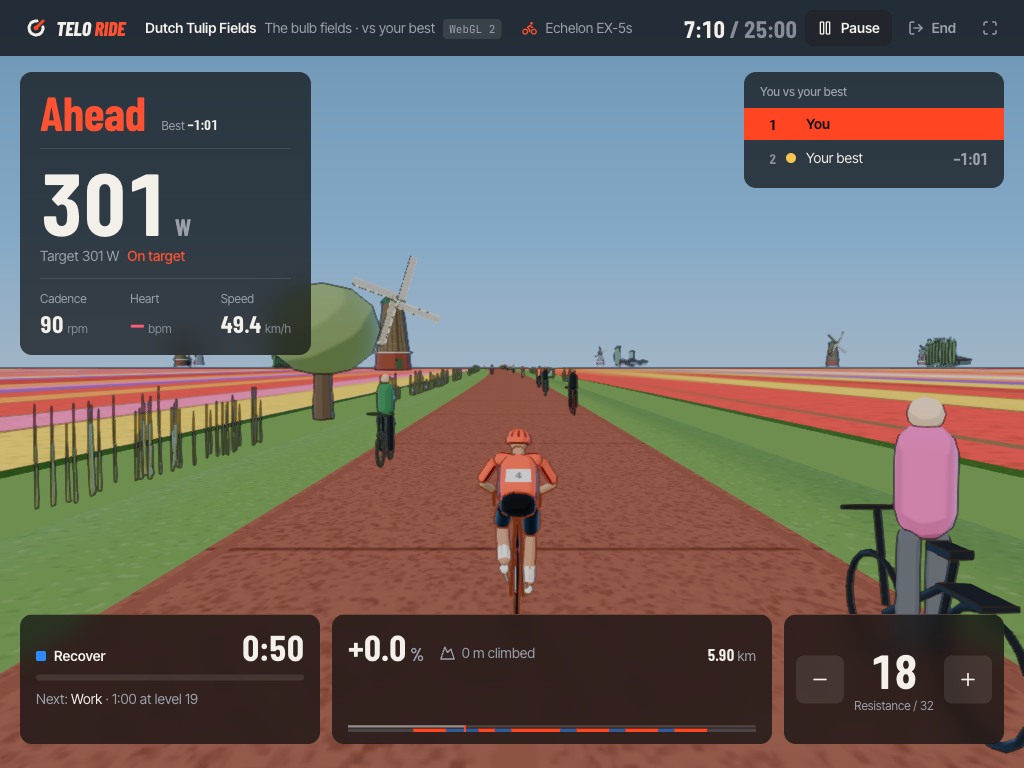 TELO RIDE Dutch Tulip Fields The bulb fields · vs your best WebGL 2 Echelon EX-5s 7:10 / 25:00 Pause End
Ahead Best −1:01
301 W
Target 301 W On target
Cadence Heart Speed
90 rpm — bpm 49.4 km/h
You vs your best
1 You
2 Your best −1:01
4
Recover 0:50
Next: Work · 1:00 at level 19
+0.0 % 0 m climbed 5.90 km
− 18 +
Resistance / 32